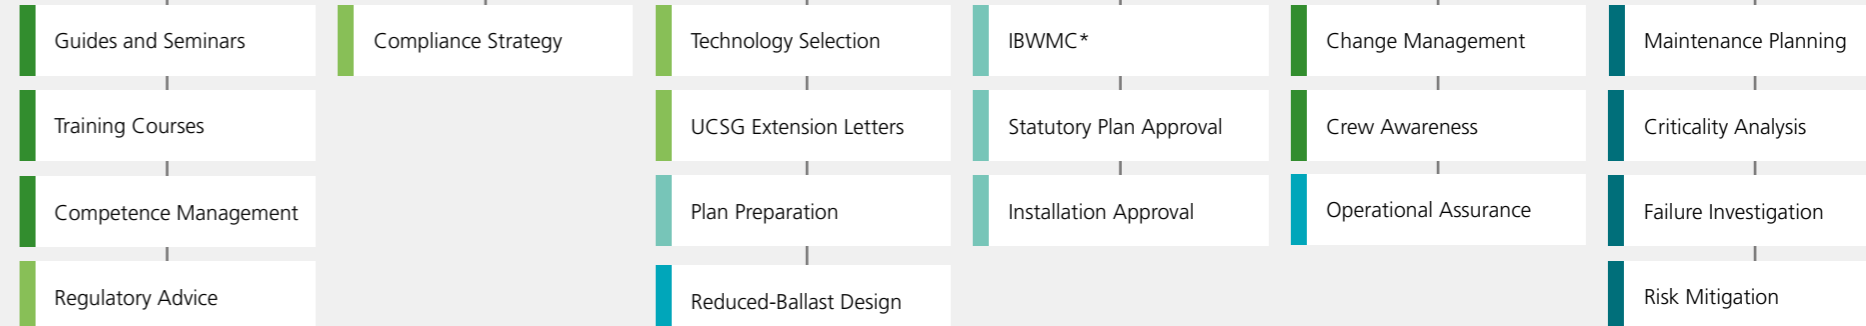 Guides and Seminars
Training Courses
Competence Management
Regulatory Advice
Compliance Strategy
Technology Selection
UCSG Extension Letters
Plan Preparation
Reduced-Ballast Design
IBWMC*
Statutory Plan Approval
Installation Approval
Change Management
Crew Awareness
Operational Assurance
Maintenance Planning
Criticality Analysis
Failure Investigation
Risk Mitigation